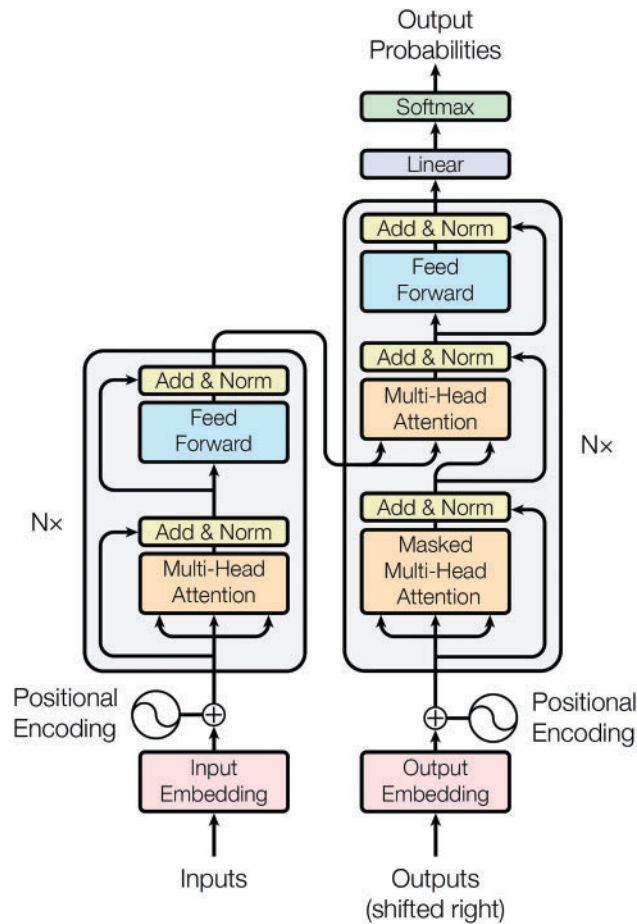 Output
Probabilities
Softmax
Linear
Add & Norm
Feed
Forward
Add & Norm
Multi-Head
Attention
Add & Norm
Masked
Multi-Head
Attention
N×
Add & Norm
Feed
Forward
Add & Norm
Multi-Head
Attention
N×
Positional
Encoding
Positional
Encoding
Input
Embedding
Output
Embedding
Inputs
Outputs
(shifted right)